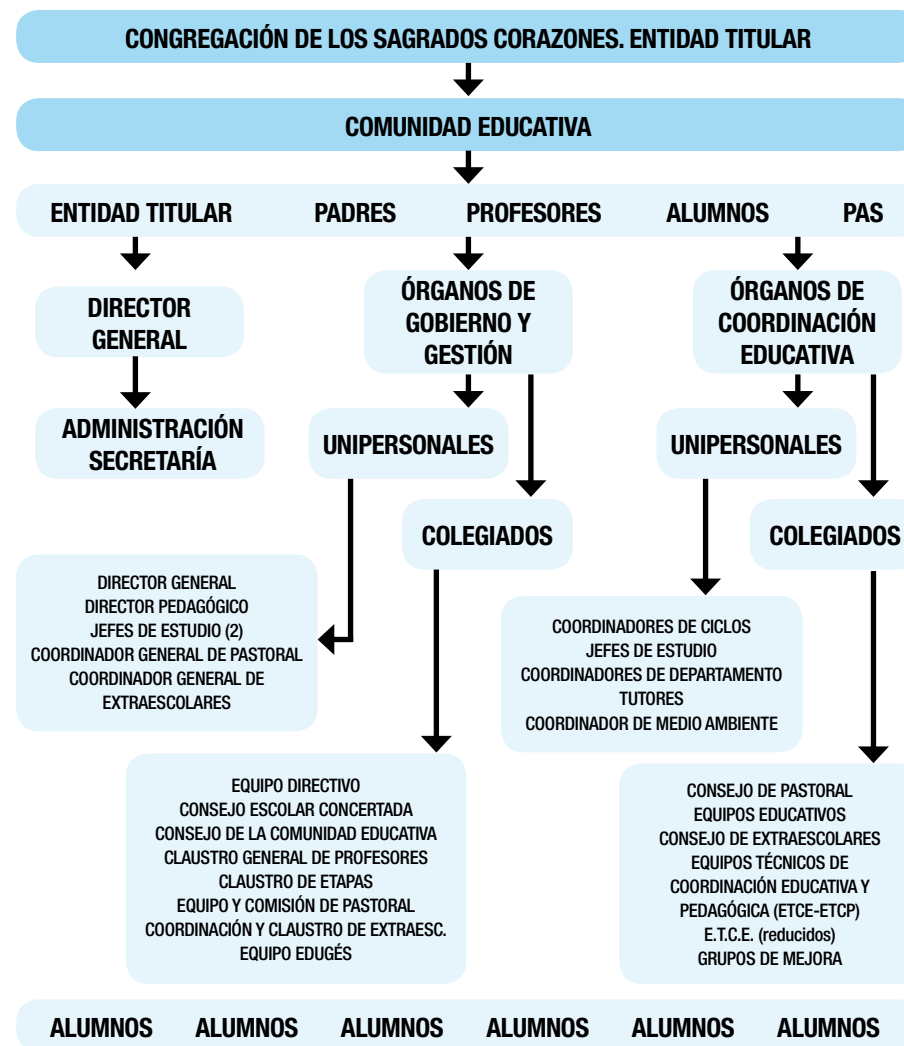 CONGREGACIÓN DE LOS SAGRADOS CORAZONES. ENTIDAD TITULAR
COMUNIDAD EDUCATIVA
ENTIDAD TITULAR PADRES PROFESORES ALUMNOS PAS
DIRECTOR
GENERAL
ADMINISTRACIÓN
SECRETARÍA
ÓRGANOS DE
GOBIERNO Y
GESTIÓN
UNIPERSONALES
COLEGIADOS
ÓRGANOS DE
COORDINACIÓN
EDUCATIVA
UNIPERSONALES
COLEGIADOS
DIRECTOR GENERAL
DIRECTOR PEDAGÓGICO
JEFES DE ESTUDIO (2)
COORDINADOR GENERAL DE PASTORAL
COORDINADOR GENERAL DE
EXTRAESCOLARES
COORDINADORES DE CICLOS
JEFES DE ESTUDIO
COORDINADORES DE DEPARTAMENTO
TUTORES
COORDINADOR DE MEDIO AMBIENTE
EQUIPO DIRECTIVO
CONSEJO ESCOLAR CONCERTADA
CONSEJO DE LA COMUNIDAD EDUCATIVA
CLAUSTRO GENERAL DE PROFESORES
CLAUSTRO DE ETAPAS
EQUIPO Y COMISIÓN DE PASTORAL
COORDINACIÓN Y CLAUSTRO DE EXTRAESC.
EQUIPO EDUGÉS
CONSEJO DE PASTORAL
EQUIPOS EDUCATIVOS
CONSEJO DE EXTRAESCOLARES
EQUIPOS TÉCNICOS DE
COORDINACIÓN EDUCATIVA Y
PEDAGÓGICA (ETCE-ETCP)
E.T.C.E. (reducidos)
GRUPOS DE MEJORA
ALUMNOS ALUMNOS ALUMNOS ALUMNOS ALUMNOS ALUMNOS